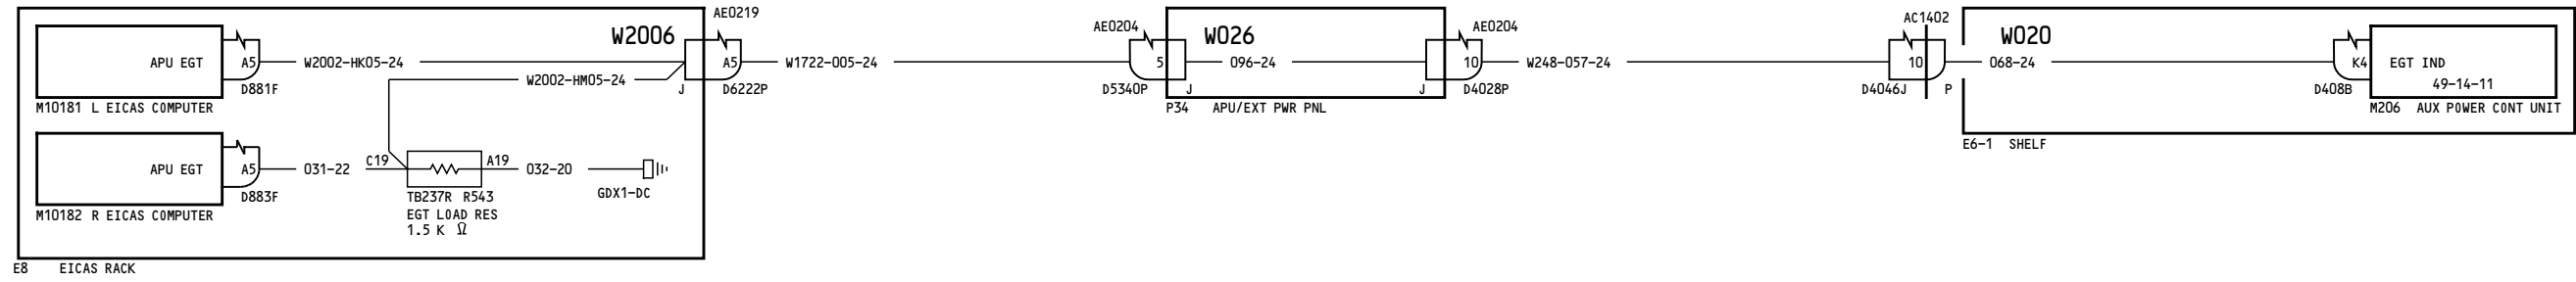 AE0219
W2006
APU EGT
A5
W2002-HK05-24
W2002-HM05-24
D881F
M10181 L EICAS COMPUTER
J
A5
D6222P
W1722-005-24
AE0204
5
D5340P
J
W026
096-24
P34 APU/EXT PWR PNL
J
10
AE0204
D4028P
W248-057-24
AC1402
10
D4046J
P
W020
068-24
K4
D408B
EGT IND
49-14-11
M206 AUX POWER CONT UNIT
E6-1 SHELF
APU EGT
A5
031-22
C19
A19
032-20
D883F
M10182 R EICAS COMPUTER
TB237R R543
EGT LOAD RES
1.5 K Ω
GDX1-DC
E8 EICAS RACK